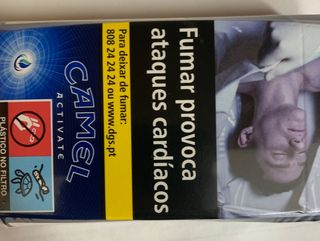 CAMEL
ACTIVATE
PLÁSTICO NO FILTRO
Para deixar de fumar:
808 24 24 24 ou www.dgs.pt
Fumar provoca
ataques cardíacos